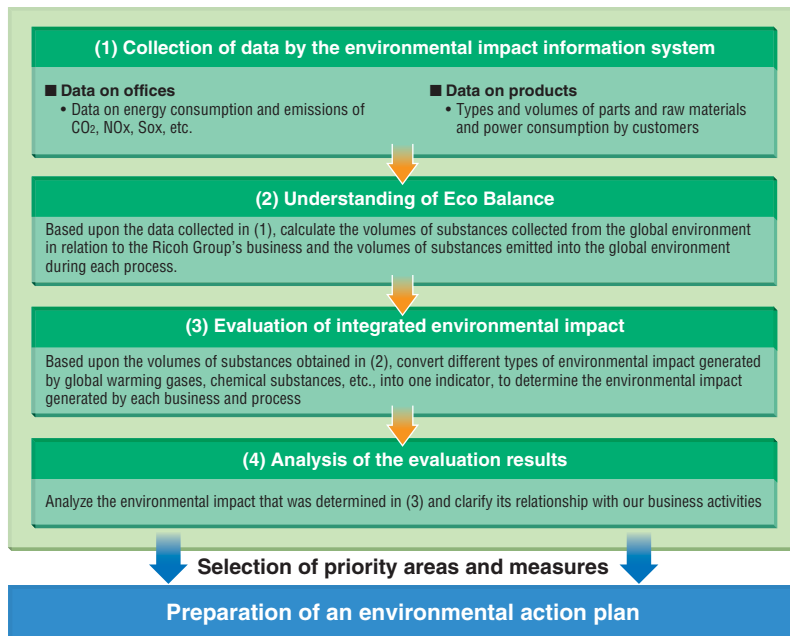 (1) Collection of data by the environmental impact information system
■ Data on offices
• Data on energy consumption and emissions of
CO2, NOx, Sox, etc.
■ Data on products
• Types and volumes of parts and raw materials
and power consumption by customers
(2) Understanding of Eco Balance
Based upon the data collected in (1), calculate the volumes of substances collected from the global environment
in relation to the Ricoh Group's business and the volumes of substances emitted into the global environment
during each process.
(3) Evaluation of integrated environmental impact
Based upon the volumes of substances obtained in (2), convert different types of environmental impact generated
by global warming gases, chemical substances, etc., into one indicator, to determine the environmental impact
generated by each business and process
(4) Analysis of the evaluation results
Analyze the environmental impact that was determined in (3) and clarify its relationship with our business activities
Selection of priority areas and measures
Preparation of an environmental action plan